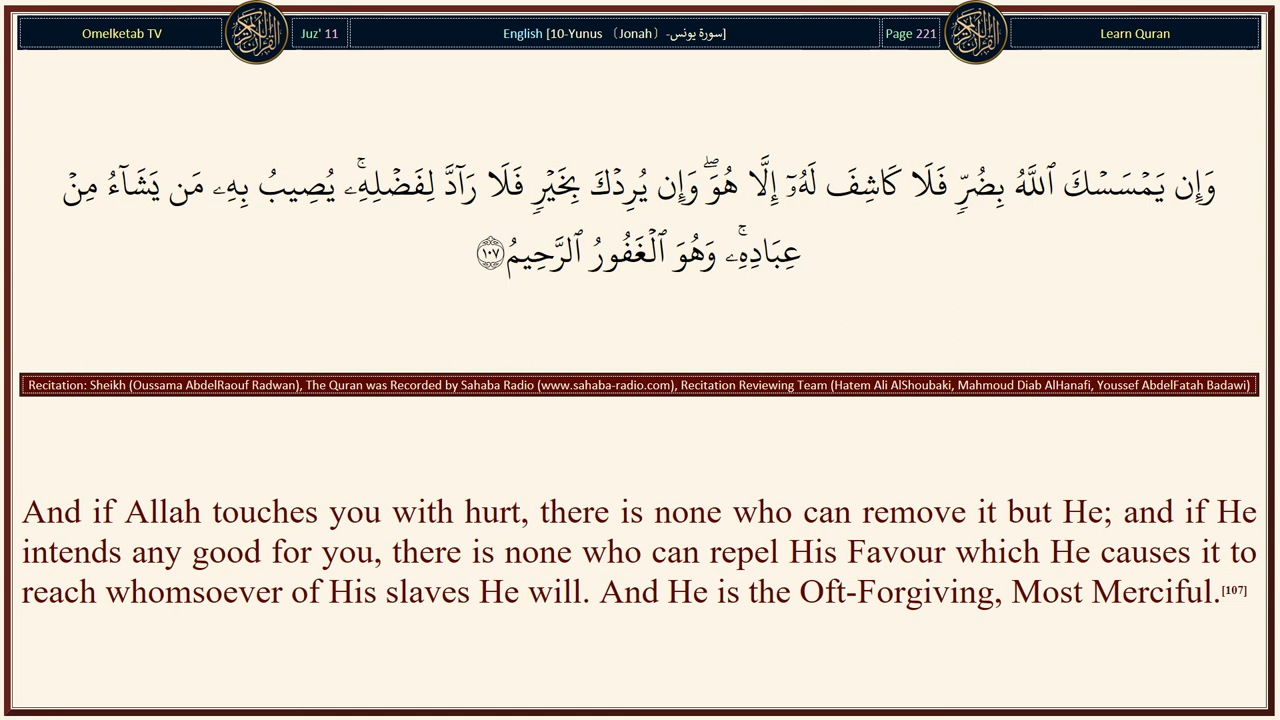 Omelketab TV
Juz' 11
English [10-Yunus （Jonah） -سورة يونس]
Page 221
Learn Quran
وَإِن يَمۡسَسۡكَ ٱللَّهُ بِضُرّٖ فَلَا كَاشِفَ لَهُۥٓ إِلَّا هُوَۖ وَإِن يُرِدۡكَ بِخَيۡرٖ فَلَا رَآدَّ لِفَضۡلِهِۦۚ يُصِيبُ بِهِۦ مَن يَشَآءُ مِنۡ
عِبَادِهِۦۚ وَهُوَ ٱلۡغَفُورُ ٱلرَّحِيمُ ١٠٧
Recitation: Sheikh (Oussama AbdelRaouf Radwan), The Quran was Recorded by Sahaba Radio (www.sahaba-radio.com), Recitation Reviewing Team (Hatem Ali AlShoubaki, Mahmoud Diab AlHanafi, Youssef AbdelFatah Badawi)
And if Allah touches you with hurt, there is none who can remove it but He; and if He
intends any good for you, there is none who can repel His Favour which He causes it to
reach whomsoever of His slaves He will. And He is the Oft-Forgiving, Most Merciful.[107]